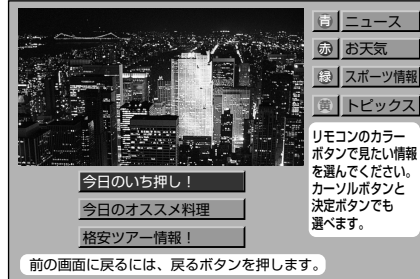 青 ニュース
赤 お天気
緑 スポーツ情報
黄 トピックス
リモコンのカラー
ボタンで見たい情報
を選んでください。
カーソルボタンと
決定ボタンでも
選べます。
今日のいち押し！
今日のオススメ料理
格安ツアー情報！
前の画面に戻るには、戻るボタンを押します。